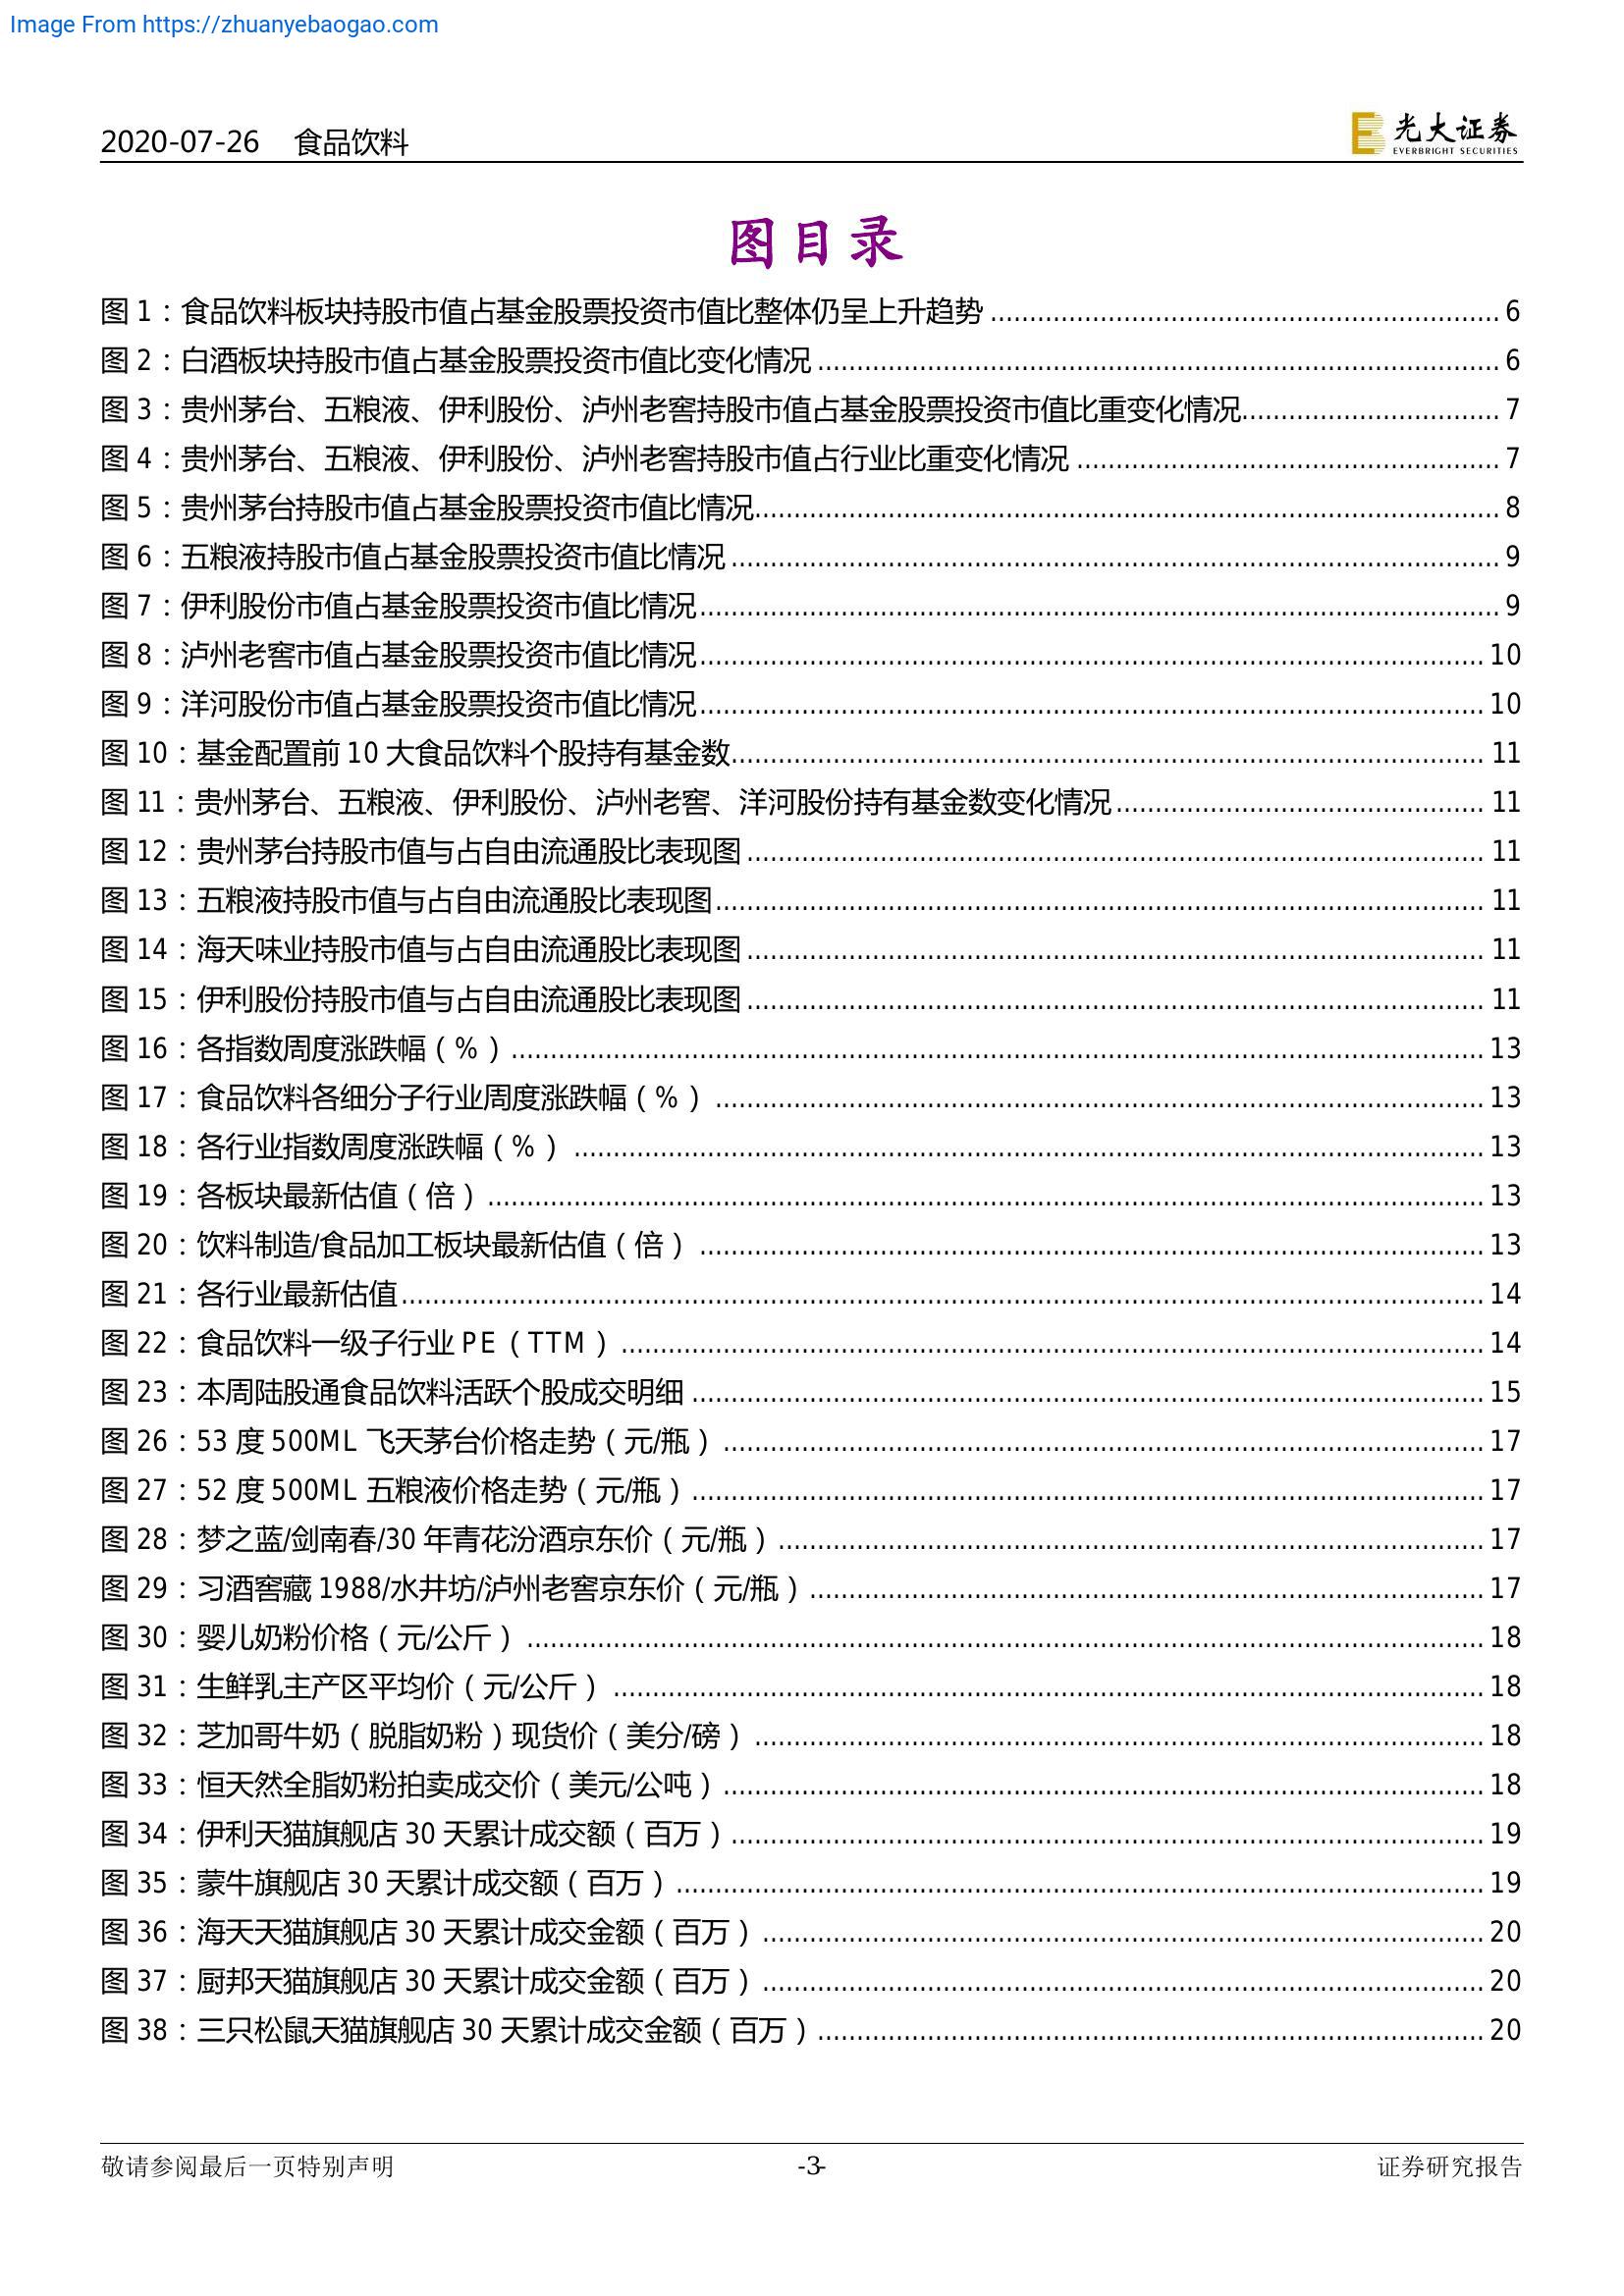 Image From https://zhuanyebaogao.com
2020-07-26 食品饮料
光大证券
EVERBRIGHT SECURITIES
图目录
图 1：食品饮料板块持股市值占基金股票投资市值比整体仍呈上升趋势 6
图 2：白酒板块持股市值占基金股票投资市值比变化情况 6
图 3：贵州茅台、五粮液、伊利股份、泸州老窖持股市值占基金股票投资市值比重变化情况 7
图 4：贵州茅台、五粮液、伊利股份、泸州老窖持股市值占行业比重变化情况 7
图 5：贵州茅台持股市值占基金股票投资市值比情况 8
图 6：五粮液持股市值占基金股票投资市值比情况 9
图 7：伊利股份市值占基金股票投资市值比情况 9
图 8：泸州老窖市值占基金股票投资市值比情况 10
图 9：洋河股份市值占基金股票投资市值比情况 10
图 10：基金配置前 10 大食品饮料个股持有基金数 11
图 11：贵州茅台、五粮液、伊利股份、泸州老窖、洋河股份持有基金数变化情况 11
图 12：贵州茅台持股市值与占自由流通股比表现图 11
图 13：五粮液持股市值与占自由流通股比表现图 11
图 14：海天味业持股市值与占自由流通股比表现图 11
图 15：伊利股份持股市值与占自由流通股比表现图 11
图 16：各指数周度涨跌幅（%） 13
图 17：食品饮料各细分子行业周度涨跌幅（%） 13
图 18：各行业指数周度涨跌幅（%） 13
图 19：各板块最新估值（倍） 13
图 20：饮料制造/食品加工板块最新估值（倍） 13
图 21：各行业最新估值 14
图 22：食品饮料一级子行业 PE（TTM） 14
图 23：本周陆股通食品饮料活跃个股成交明细 15
图 26：53 度 500ML 飞天茅台价格走势（元/瓶） 17
图 27：52 度 500ML 五粮液价格走势（元/瓶） 17
图 28：梦之蓝/剑南春/30 年青花汾酒京东价（元/瓶） 17
图 29：习酒窖藏 1988/水井坊/泸州老窖京东价（元/瓶） 17
图 30：婴儿奶粉价格（元/公斤） 18
图 31：生鲜乳主产区平均价（元/公斤） 18
图 32：芝加哥牛奶（脱脂奶粉）现货价（美分/磅） 18
图 33：恒天然全脂奶粉拍卖成交价（美元/公吨） 18
图 34：伊利天猫旗舰店 30 天累计成交额（百万） 19
图 35：蒙牛旗舰店 30 天累计成交额（百万） 19
图 36：海天天猫旗舰店 30 天累计成交金额（百万） 20
图 37：厨邦天猫旗舰店 30 天累计成交金额（百万） 20
图 38：三只松鼠天猫旗舰店 30 天累计成交金额（百万） 20
敬请参阅最后一页特别声明 -3- 证券研究报告